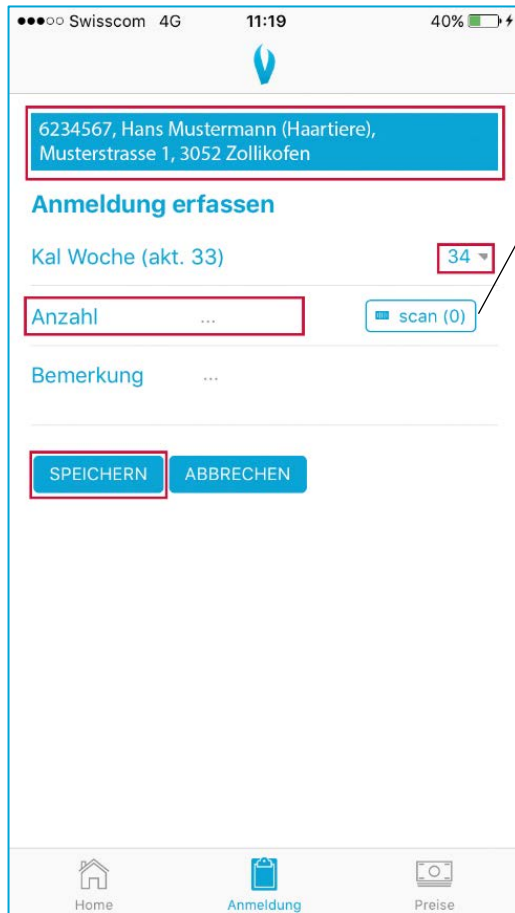 Swisscom 4G 11:19 40%
6234567, Hans Mustermann (Haartiere),
Musterstrasse 1, 3052 Zollikofen
Anmeldung erfassen
Kal Woche (akt. 33) 34
Anzahl ... scan (0)
Bemerkung ...
SPEICHERN ABBRECHEN
Home Anmeldung Preise